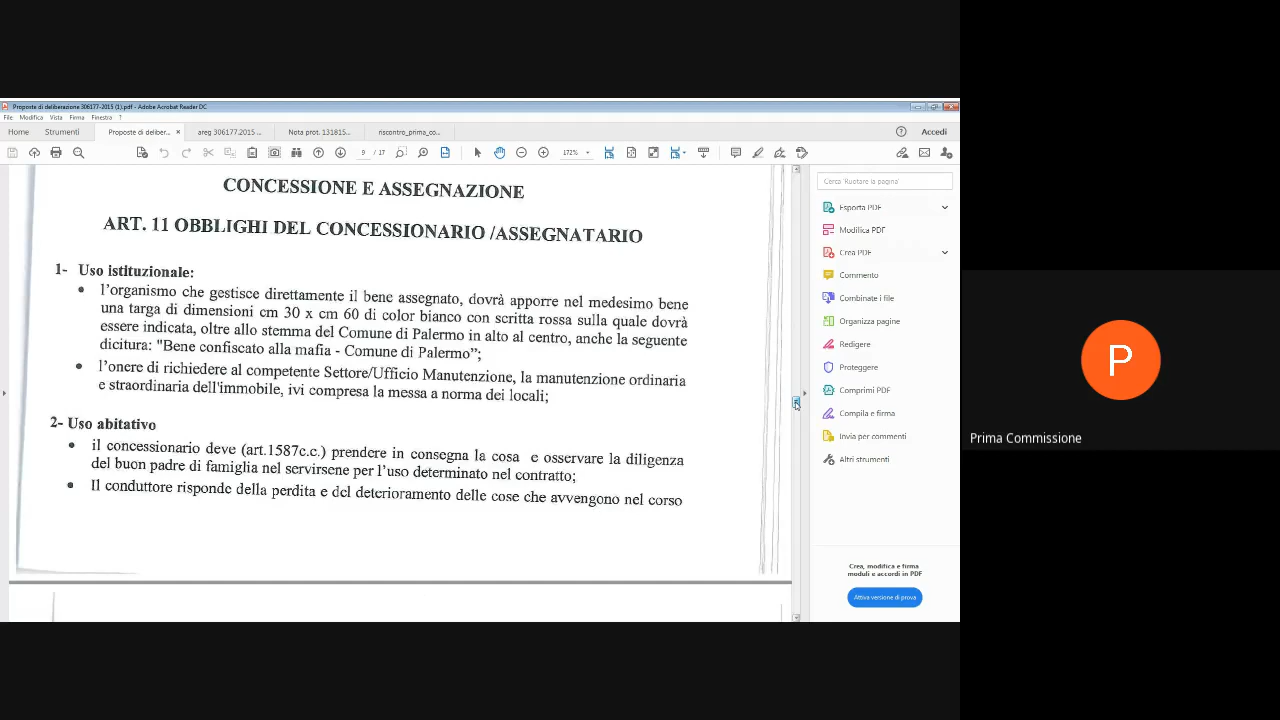 Proposte di deliberazione 306177-2015 (1).pdf - Adobe Acrobat Reader DC
File Modifica Vista Firma Finestra ?
Home Strumenti Proposte di deliber... × areg 306177.2015 ... Nota prot. 131815... riscontro_prima_co... Accedi
9 / 17 172%
CONCESSIONE E ASSEGNAZIONE
ART. 11 OBBLIGHI DEL CONCESSIONARIO /ASSEGNATARIO
1- Uso istituzionale:
• l'organismo che gestisce direttamente il bene assegnato, dovrà apporre nel medesimo bene
una targa di dimensioni cm 30 x cm 60 di color bianco con scritta rossa sulla quale dovrà
essere indicata, oltre allo stemma del Comune di Palermo in alto al centro, anche la seguente
dicitura: "Bene confiscato alla mafia - Comune di Palermo";
• l'onere di richiedere al competente Settore/Ufficio Manutenzione, la manutenzione ordinaria
e straordinaria dell'immobile, ivi compresa la messa a norma dei locali;
2- Uso abitativo
• il concessionario deve (art.1587c.c.) prendere in consegna la cosa e osservare la diligenza
del buon padre di famiglia nel servirsene per l'uso determinato nel contratto;
• Il conduttore risponde della perdita e del deterioramento delle cose che avvengono nel corso
Cerca 'Ruotare la pagina'
Esporta PDF
Modifica PDF
Crea PDF
Commento
Combinate i file
Organizza pagine
Redigere
Proteggere
Comprimi PDF
Compila e firma
Invia per commenti
Altri strumenti
Crea, modifica e firma
moduli e accordi in PDF
Attiva versione di prova
P
Prima Commissione